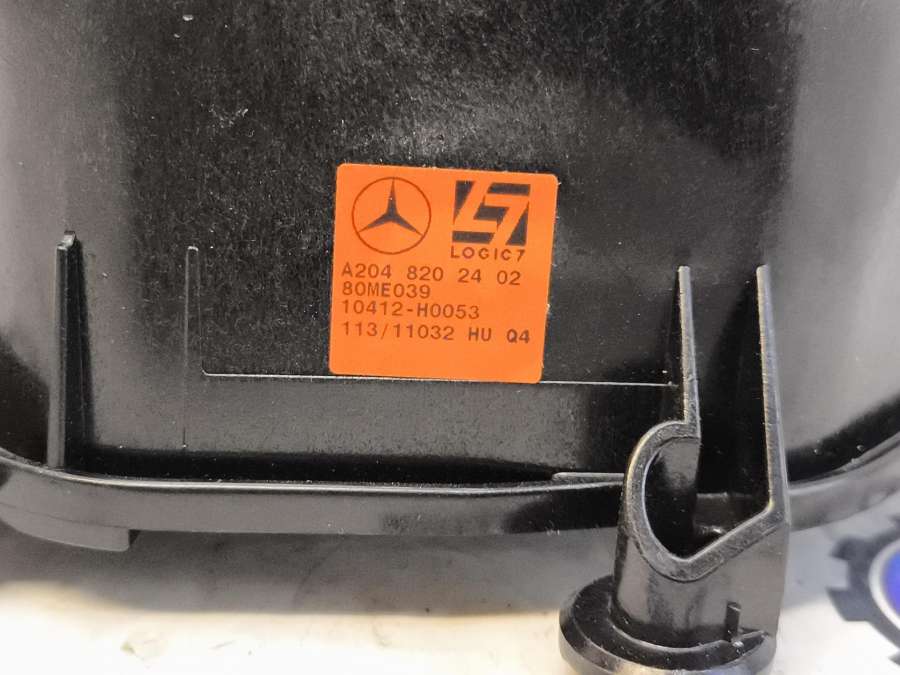 LOGIC7
A204 820 24 02
80ME039
10412-H0053
113/11032 HU Q4